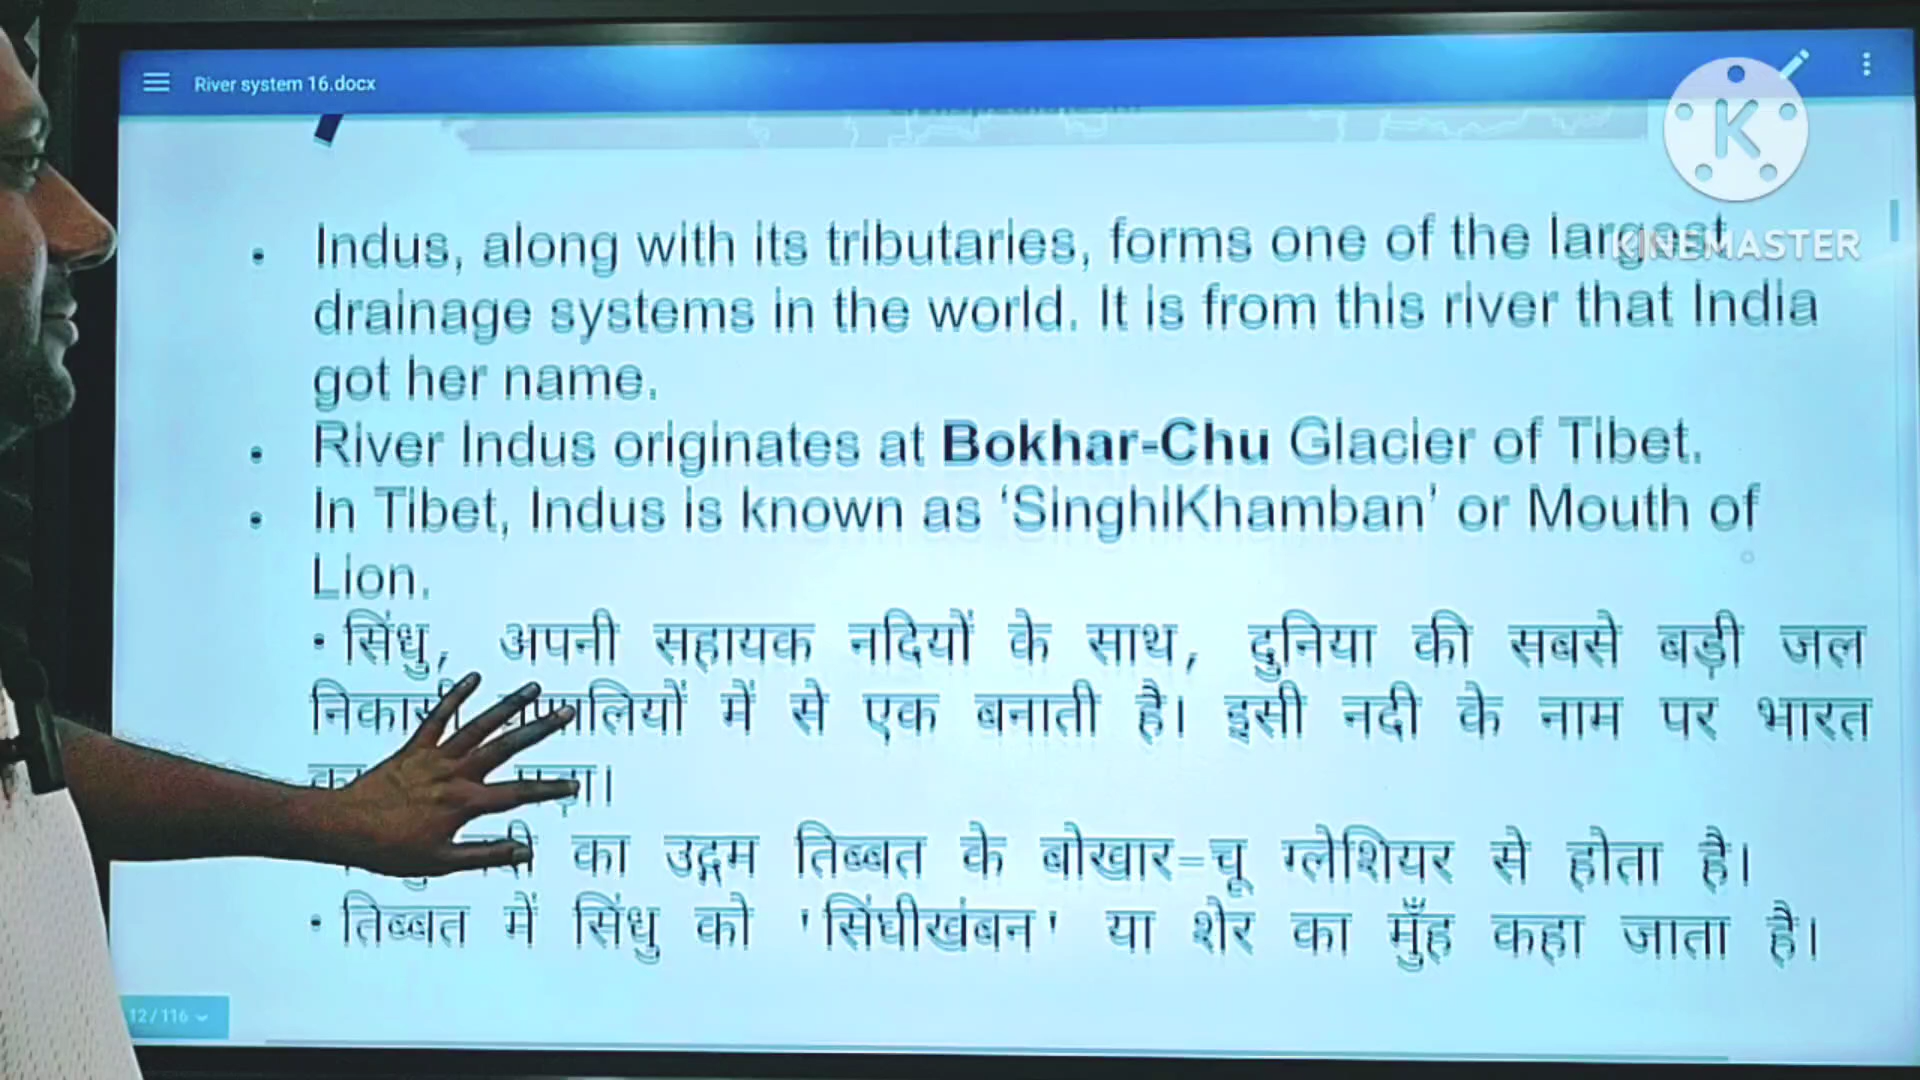 River system 16.docx
KINEMASTER
• Indus, along with its tributaries, forms one of the largest
drainage systems in the world. It is from this river that India
got her name.
• River Indus originates at Bokhar-Chu Glacier of Tibet.
• In Tibet, Indus is known as ‘SinghiKhamban’ or Mouth of
Lion.
• सिंधु, अपनी सहायक नदियों के साथ, दुनिया की सबसे बड़ी जल
में से एक बनाती है। इसी नदी के नाम पर भारत
पड़ा।
का उद्गम तिब्बत के बोखार-चू ग्लेशियर से होता है।
• तिब्बत में सिंधु को 'सिंघीखंबन' या शेर का मुँह कहा जाता है।
12 / 116